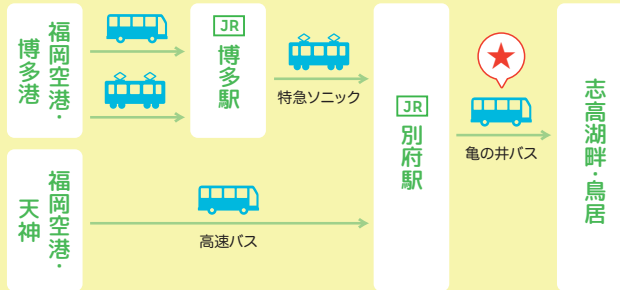 福岡空港・
博多港
JR
博多駅
特急ソニック
福岡空港・
天神
高速バス
JR
別府駅
亀の井バス
志高湖畔・鳥居